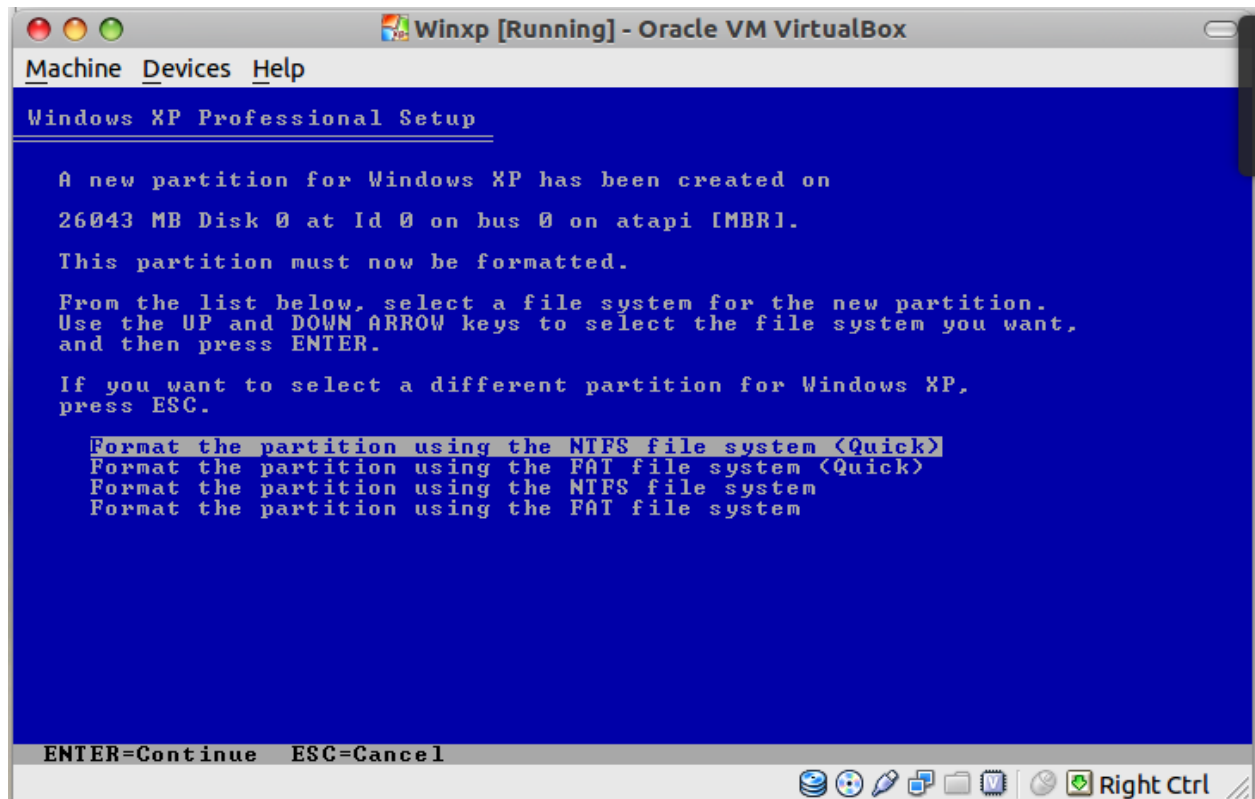 Winxp [Running] - Oracle VM VirtualBox
Machine Devices Help
Windows XP Professional Setup
A new partition for Windows XP has been created on
26043 MB Disk 0 at Id 0 on bus 0 on atapi [MBR].
This partition must now be formatted.
From the list below, select a file system for the new partition.
Use the UP and DOWN ARROW keys to select the file system you want,
and then press ENTER.
If you want to select a different partition for Windows XP,
press ESC.
Format the partition using the NTFS file system (Quick)
Format the partition using the FAT file system (Quick)
Format the partition using the NTFS file system
Format the partition using the FAT file system
ENTER=Continue ESC=Cancel
Right Ctrl